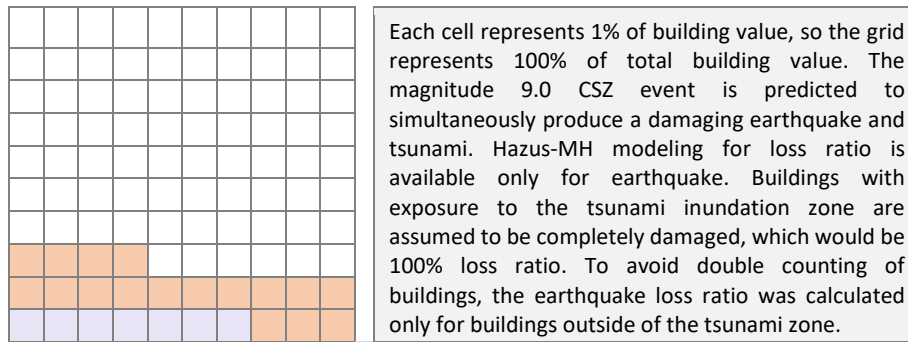 Each cell represents 1% of building value, so the grid
represents 100% of total building value. The
magnitude 9.0 CSZ event is predicted to
simultaneously produce a damaging earthquake and
tsunami. Hazus-MH modeling for loss ratio is
available only for earthquake. Buildings with
exposure to the tsunami inundation zone are
assumed to be completely damaged, which would be
100% loss ratio. To avoid double counting of
buildings, the earthquake loss ratio was calculated
only for buildings outside of the tsunami zone.